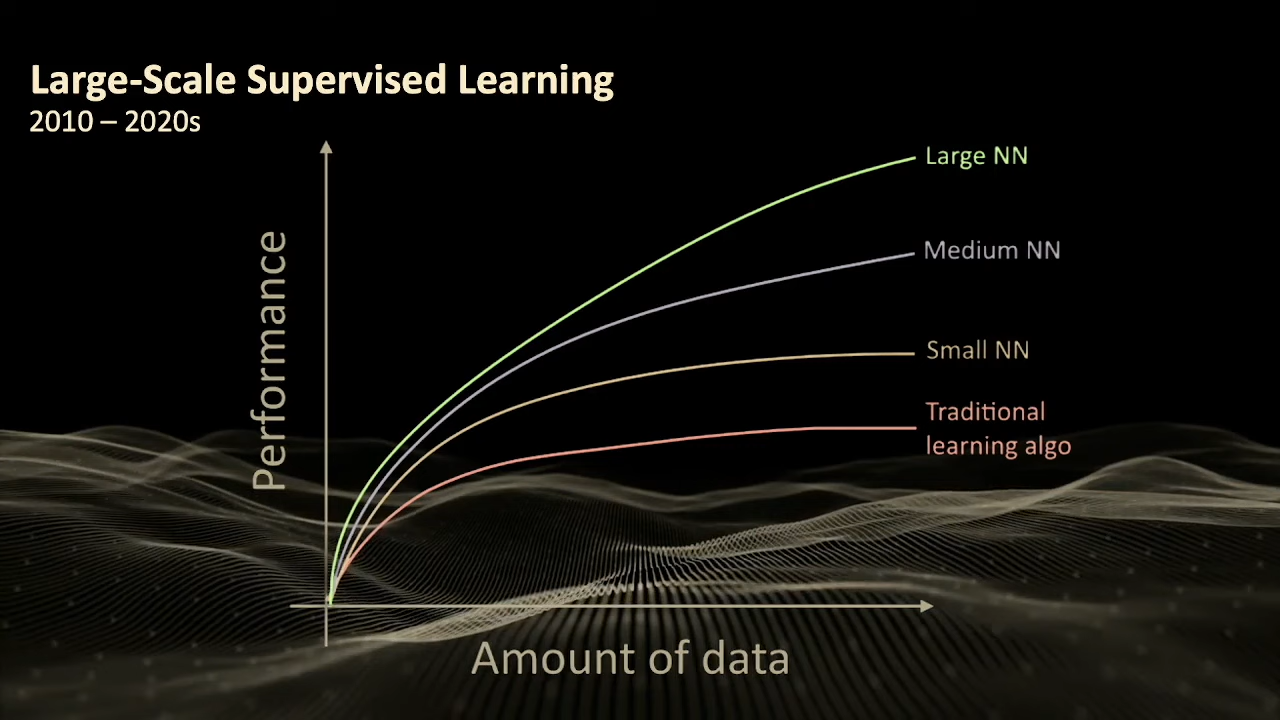 Large-Scale Supervised Learning
2010 – 2020s
Performance
Large NN
Medium NN
Small NN
Traditional
learning algo
Amount of data